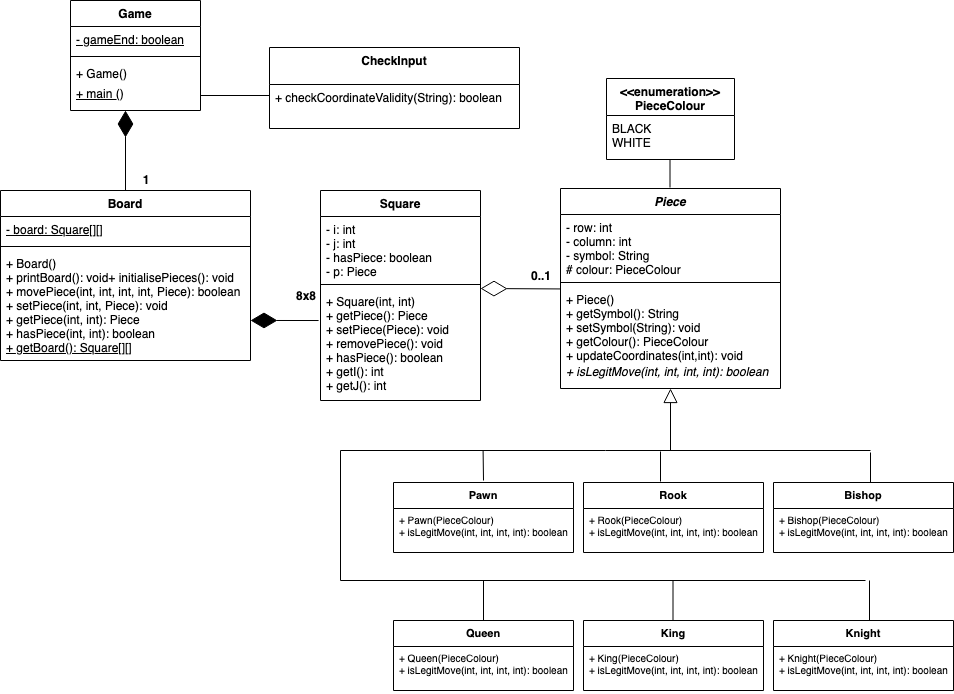 Game
- gameEnd: boolean
+ Game()
+ main ()
CheckInput
+ checkCoordinateValidity(String): boolean
<<enumeration>>
PieceColour
BLACK
WHITE
1
Board
- board: Square[][]
+ Board()
+ printBoard(): void+ initialisePieces(): void
+ movePiece(int, int, int, int, Piece): boolean
+ setPiece(int, int, Piece): void
+ getPiece(int, int): Piece
+ hasPiece(int, int): boolean
+ getBoard(): Square[][]
8x8
Square
- i: int
- j: int
- hasPiece: boolean
- p: Piece
+ Square(int, int)
+ getPiece(): Piece
+ setPiece(Piece): void
+ removePiece(): void
+ hasPiece(): boolean
+ getI(): int
+ getJ(): int
0..1
Piece
- row: int
- column: int
- symbol: String
# colour: PieceColour
+ Piece()
+ getSymbol(): String
+ setSymbol(String): void
+ getColour(): PieceColour
+ updateCoordinates(int,int): void
+ isLegitMove(int, int, int, int): boolean
Pawn
+ Pawn(PieceColour)
+ isLegitMove(int, int, int, int): boolean
Rook
+ Rook(PieceColour)
+ isLegitMove(int, int, int, int): boolean
Bishop
+ Bishop(PieceColour)
+ isLegitMove(int, int, int, int): boolean
Queen
+ Queen(PieceColour)
+ isLegitMove(int, int, int, int): boolean
King
+ King(PieceColour)
+ isLegitMove(int, int, int, int): boolean
Knight
+ Knight(PieceColour)
+ isLegitMove(int, int, int, int): boolean